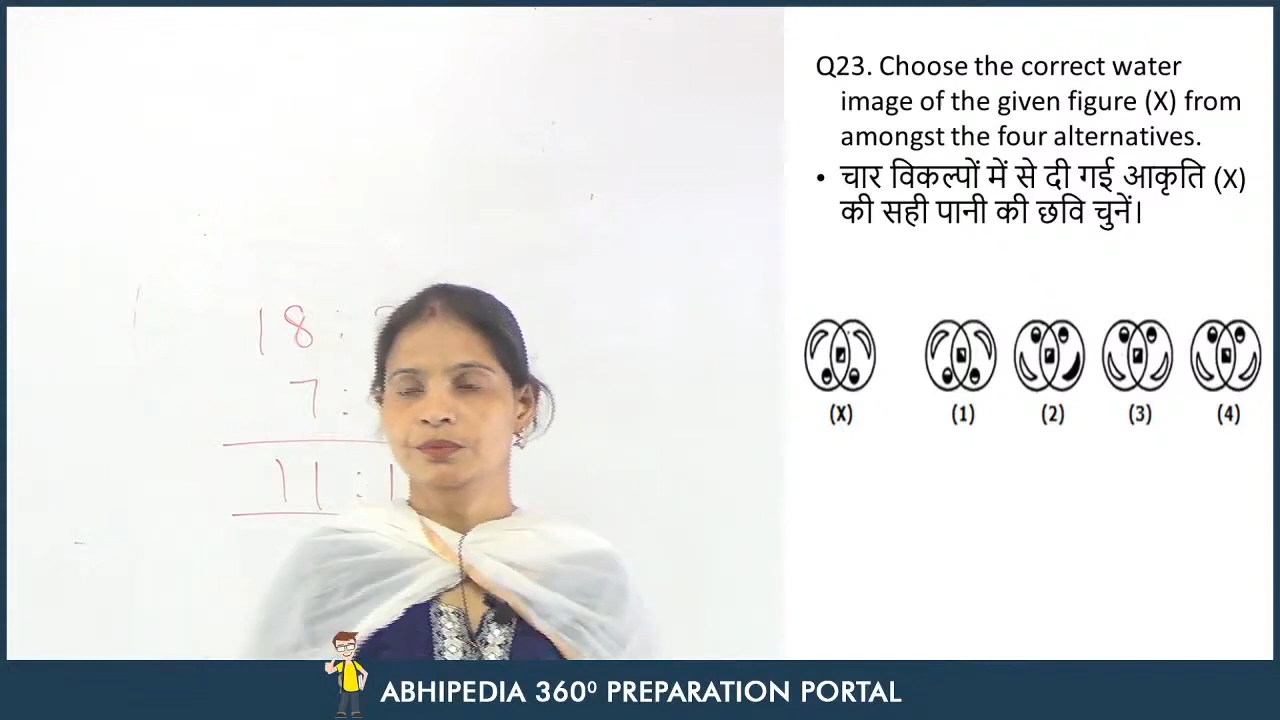 Q23. Choose the correct water
image of the given figure (X) from
amongst the four alternatives.
• चार विकल्पों में से दी गई आकृति (X)
की सही पानी की छवि चुनें।
18 :
7 :
11 : 1
(X) (1) (2) (3) (4)
ABHIPEDIA 360⁰ PREPARATION PORTAL